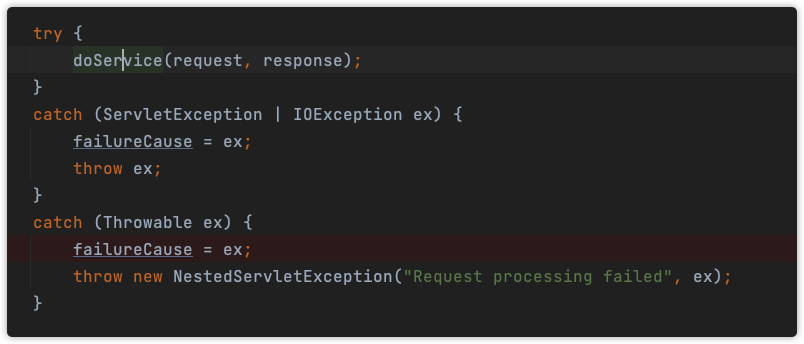 try {
    doService(request, response);
}
catch (ServletException | IOException ex) {
    failureCause = ex;
    throw ex;
}
catch (Throwable ex) {
    failureCause = ex;
    throw new NestedServletException("Request processing failed", ex);
}